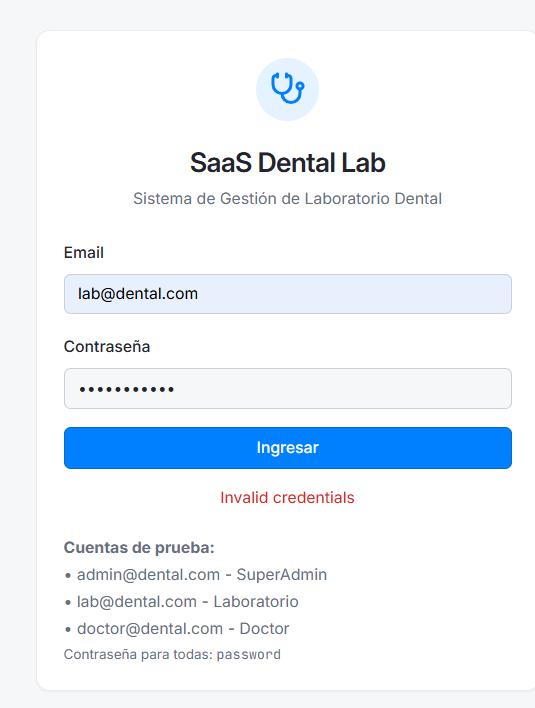 SaaS Dental Lab
Sistema de Gestión de Laboratorio Dental
Email
lab@dental.com
Contraseña
•••••••••••
Ingresar
Invalid credentials
Cuentas de prueba:
• admin@dental.com - SuperAdmin
• lab@dental.com - Laboratorio
• doctor@dental.com - Doctor
Contraseña para todas: password